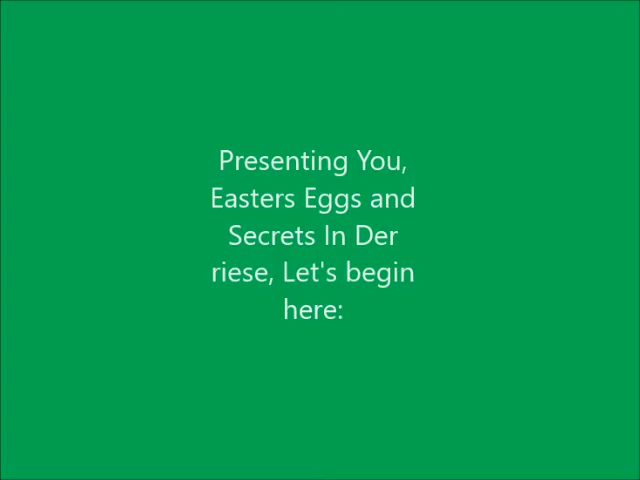 Presenting You,
Easters Eggs and
Secrets In Der
riese, Let's begin
here: